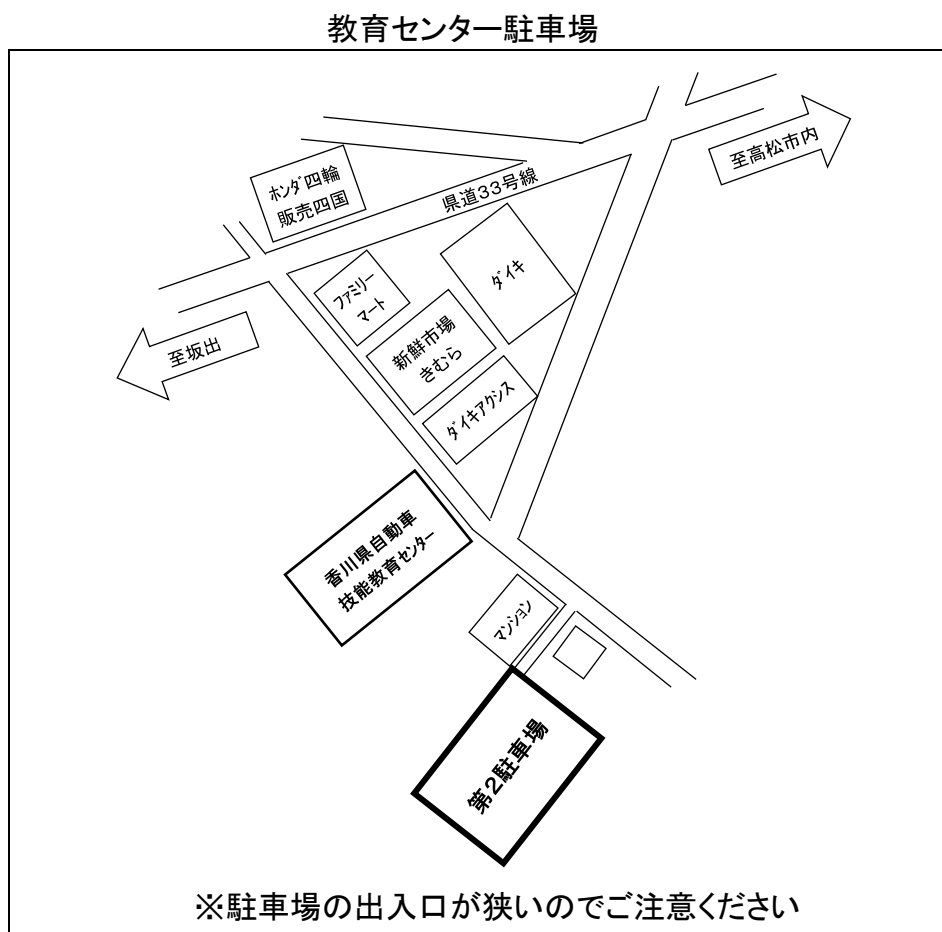 教育センター駐車場
至高松市内
ホンダ四輪
販売四国
県道33号線
ダイキ
ファミリー
マート
新鮮市場
きむら
至坂出
ダイキアクシス
香川県自動車
技能教育センター
マンション
第2駐車場
※駐車場の出入口が狭いのでご注意ください